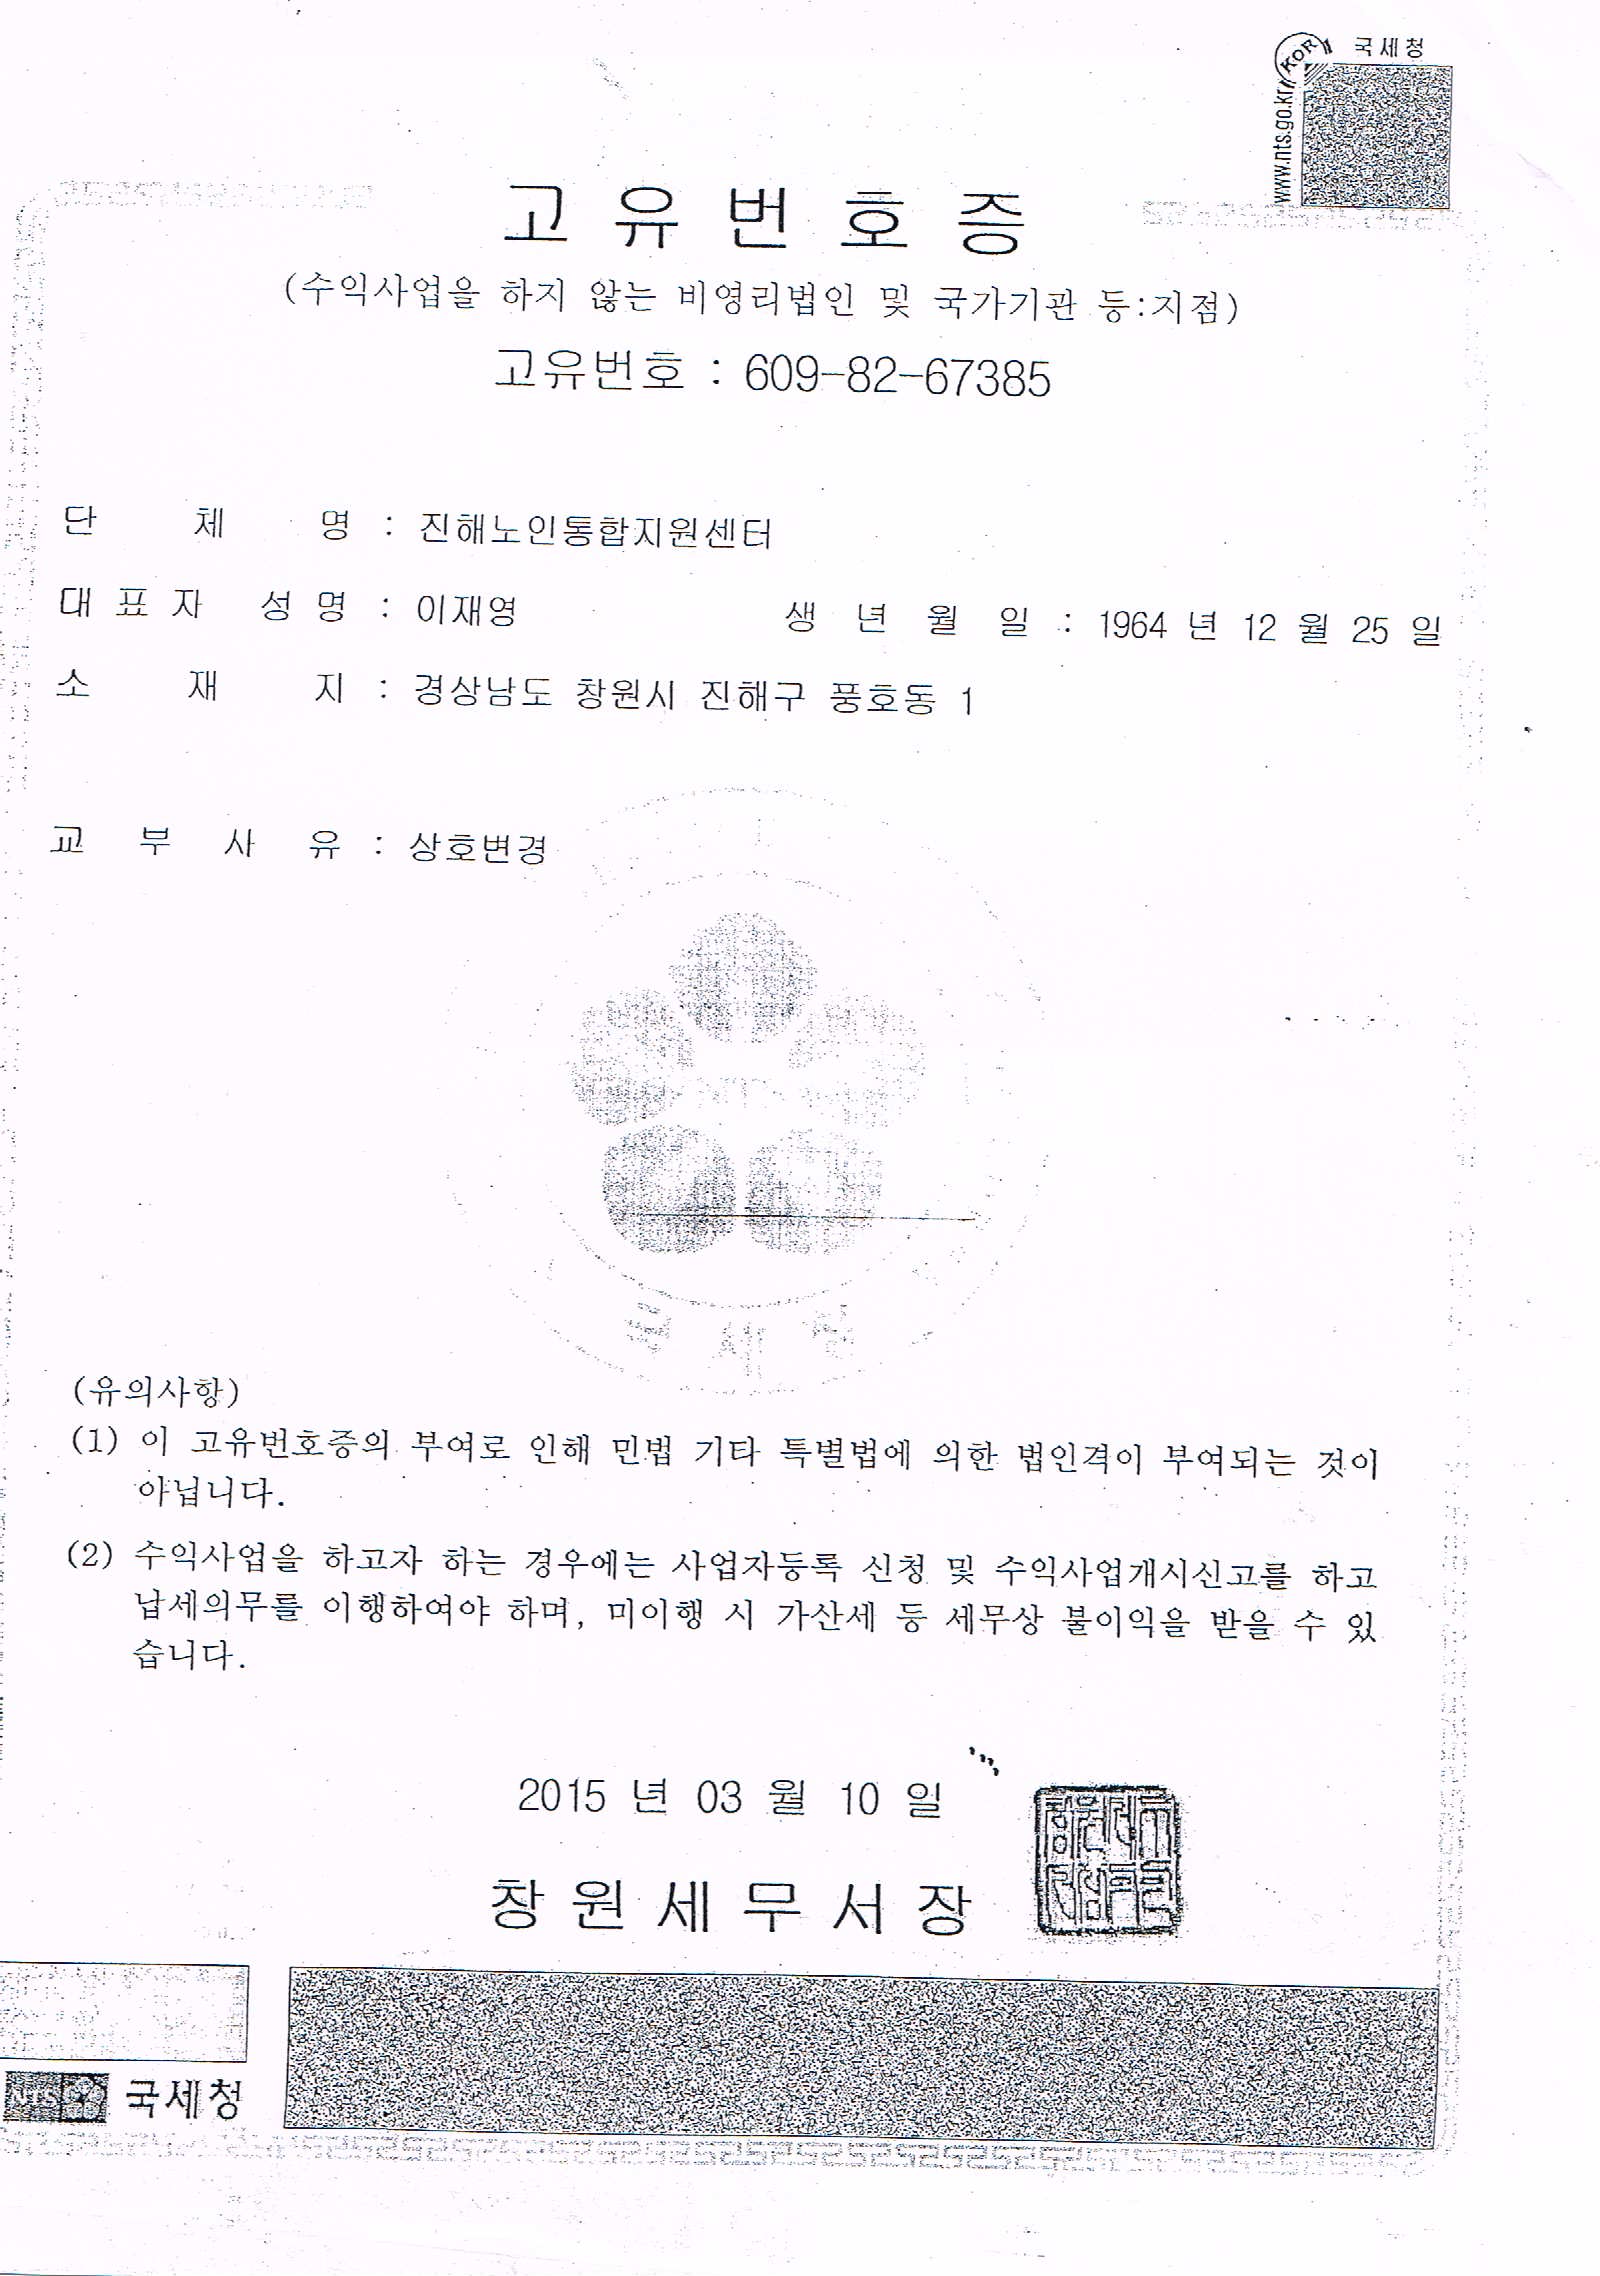 국세청
KOR
www.nts.go.kr
고유번호증
(수익사업을 하지 않는 비영리법인 및 국가기관 등:지점)
고유번호 : 609-82-67385
단체명 : 진해노인통합지원센터
대표자 성명 : 이재영 생년월일 : 1964 년 12 월 25 일
소재지 : 경상남도 창원시 진해구 풍호동 1
교부사유 : 상호변경
국세청
(유의사항)
(1) 이 고유번호증의 부여로 인해 민법 기타 특별법에 의한 법인격이 부여되는 것이
아닙니다.
(2) 수익사업을 하고자 하는 경우에는 사업자등록 신청 및 수익사업개시신고를 하고
납세의무를 이행하여야 하며, 미이행 시 가산세 등 세무상 불이익을 받을 수 있
습니다.
2015 년 03 월 10 일
창원세무서장
NTS 국세청